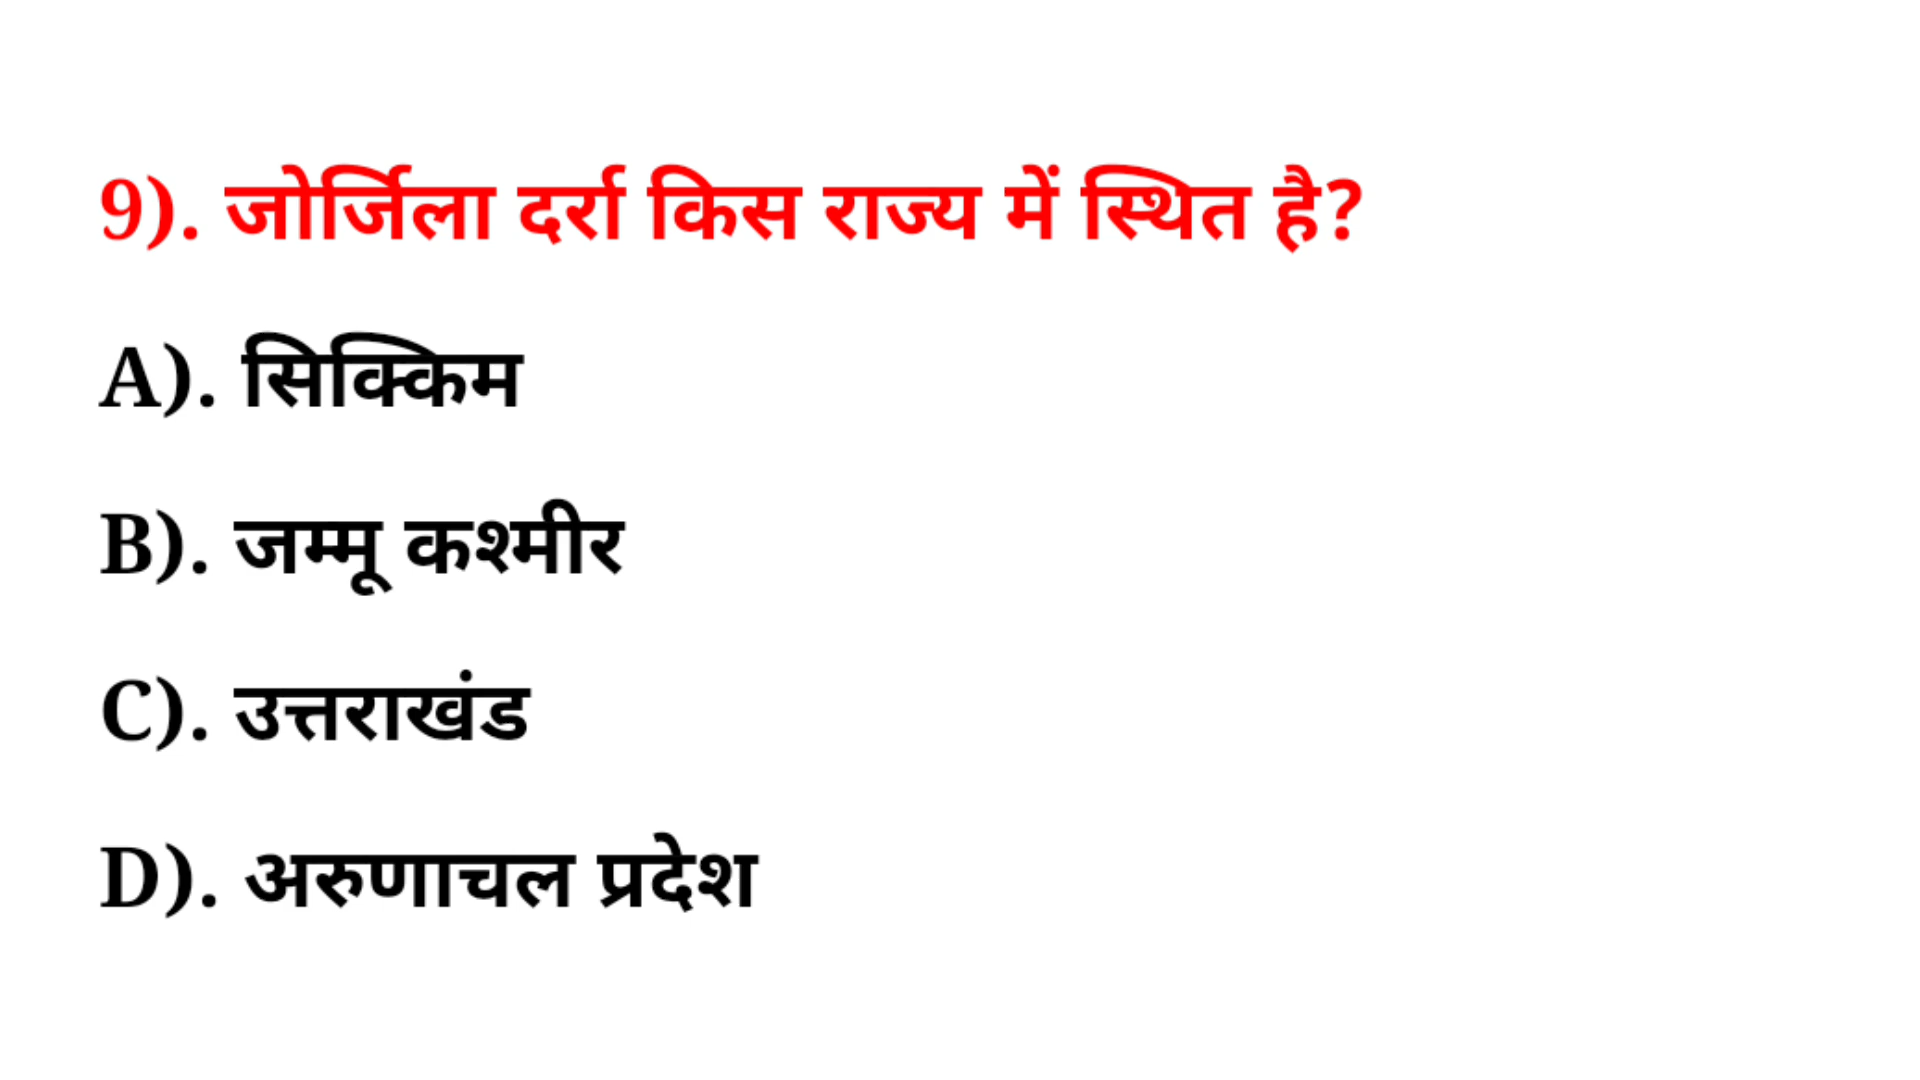 9). जोर्जिला दर्रा किस राज्य में स्थित है?
A). सिक्किम
B). जम्मू कश्मीर
C). उत्तराखंड
D). अरुणाचल प्रदेश